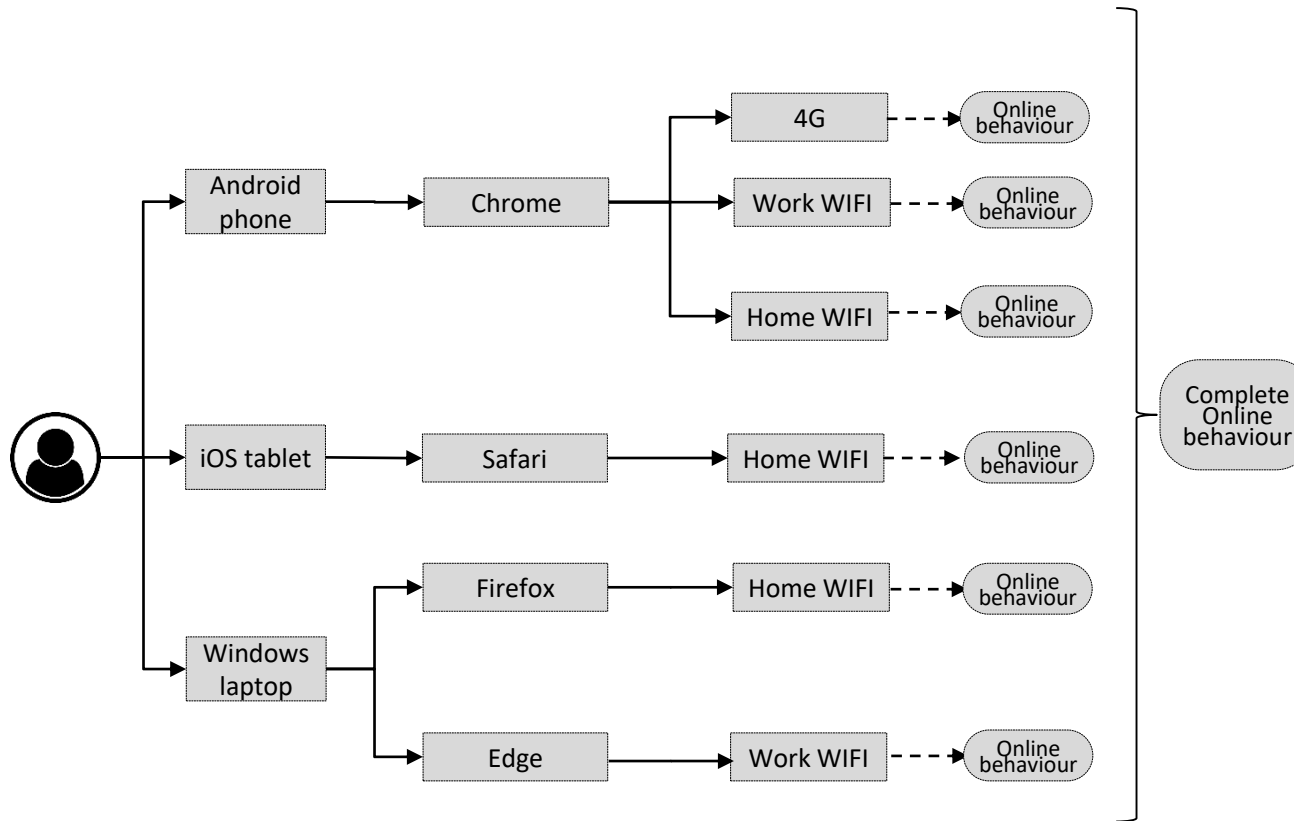 4G
Online
behaviour
Android
phone
Chrome
Work WIFI
Online
behaviour
Home WIFI
Online
behaviour
Complete
Online
behaviour
iOS tablet
Safari
Home WIFI
Online
behaviour
Firefox
Home WIFI
Online
behaviour
Windows
laptop
Edge
Work WIFI
Online
behaviour